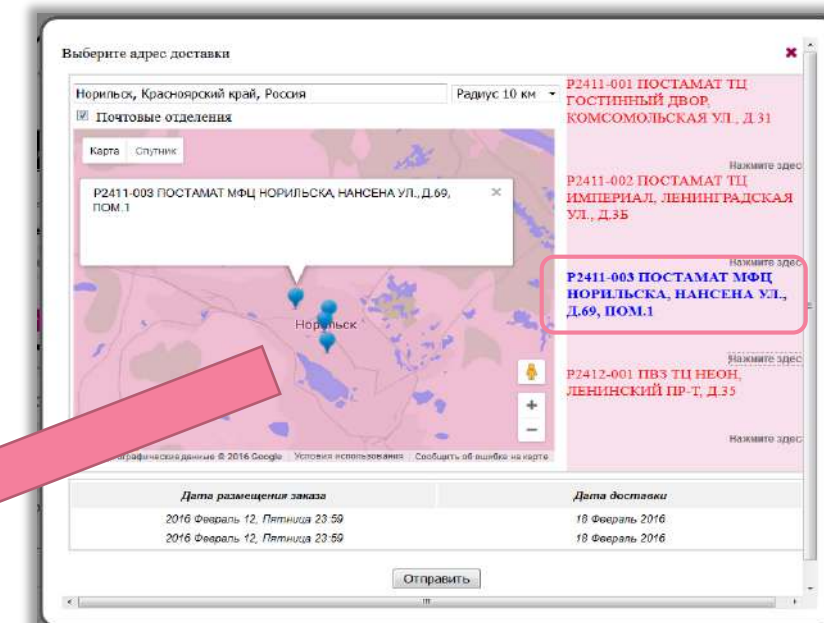 Выберите адрес доставки
Норильск, Красноярский край, Россия
Радиус 10 км
Почтовые отделения
Карта
Спутник
P2411-003 ПОСТАМАТ МФЦ НОРИЛЬСКА, НАНСЕНА УЛ., Д.69,
ПОМ.1
Норильск
© 2016 Google
Условия использования
Сообщить об ошибке на карте
P2411-001 ПОСТАМАТ ТЦ
ГОСТИННЫЙ ДВОР,
КОМСОМОЛЬСКАЯ УЛ., Д.31
Нажмите здес
P2411-002 ПОСТАМАТ ТЦ
ИМПЕРИАЛ, ЛЕНИНГРАДСКАЯ
УЛ., Д.3Б
Нажмите здес
P2411-003 ПОСТАМАТ МФЦ
НОРИЛЬСКА, НАНСЕНА УЛ.,
Д.69, ПОМ.1
Нажмите здес
P2412-001 ПВЗ ТЦ НЕОН,
ЛЕНИНСКИЙ ПР-Т, Д.35
Нажмите здес
Дата размещения заказа
Дата доставки
2016 Февраль 12, Пятница 23:59
18 Февраль 2016
2016 Февраль 12, Пятница 23:59
18 Февраль 2016
Отправить